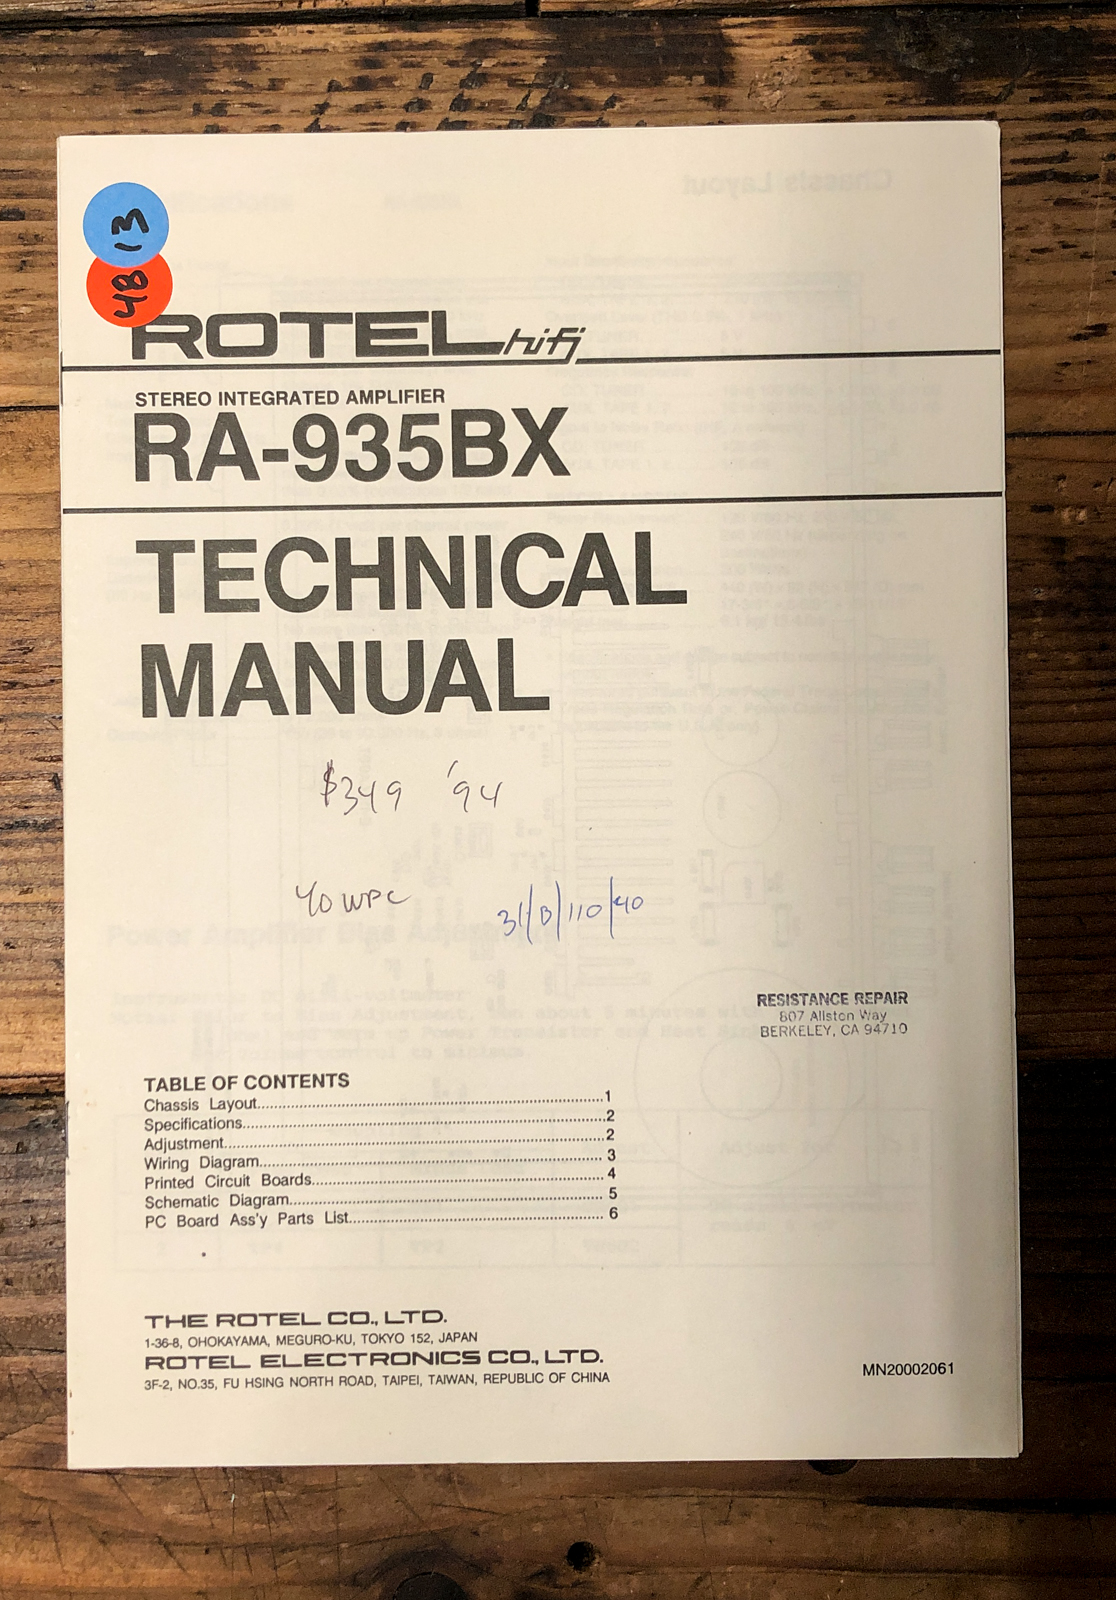 ROTEL hifi
STEREO INTEGRATED AMPLIFIER
RA-935BX
TECHNICAL
MANUAL
$349 '94
40 WPC
31/B/110/40
RESISTANCE REPAIR
807 Allston Way
BERKELEY, CA 94710
TABLE OF CONTENTS
Chassis Layout..........1
Specifications..........2
Adjustment..........2
Wiring Diagram..........3
Printed Circuit Boards..........4
Schematic Diagram..........5
PC Board Ass'y Parts List..........6
THE ROTEL CO., LTD.
1-36-8, OHOKAYAMA, MEGURO-KU, TOKYO 152, JAPAN
ROTEL ELECTRONICS CO., LTD.
3F-2, NO.35, FU HSING NORTH ROAD, TAIPEI, TAIWAN, REPUBLIC OF CHINA
MN20002061